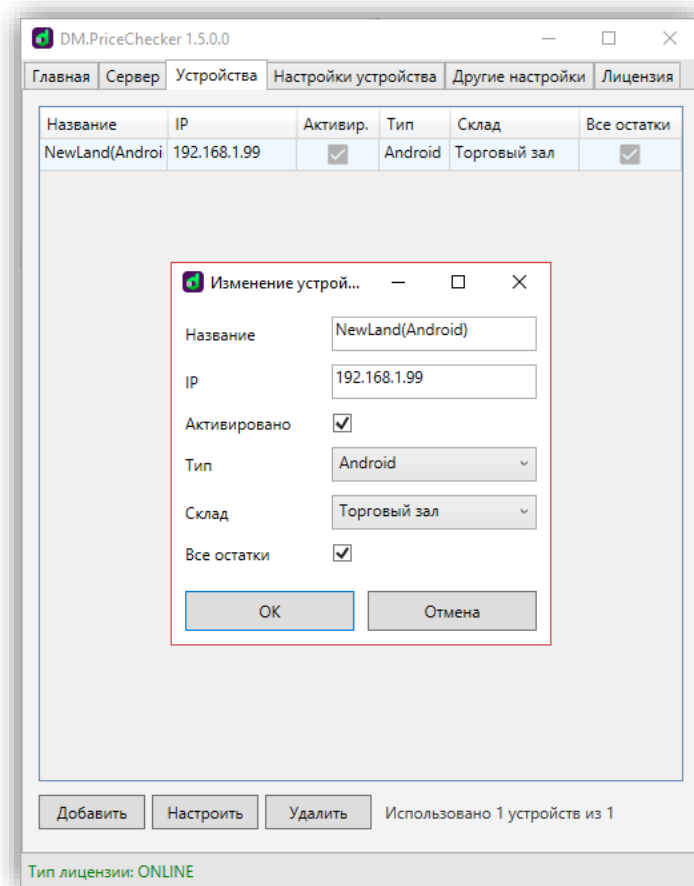 DM.PriceChecker 1.5.0.0
Главная Сервер Устройства Настройки устройства Другие настройки Лицензия
Название IP Активир. Тип Склад Все остатки
NewLand(Androi 192.168.1.99 Android Торговый зал
Изменение устрой...
Название NewLand(Android)
IP 192.168.1.99
Активировано
Тип Android
Склад Торговый зал
Все остатки
ОК Отмена
Добавить Настроить Удалить Использовано 1 устройств из 1
Тип лицензии: ONLINE